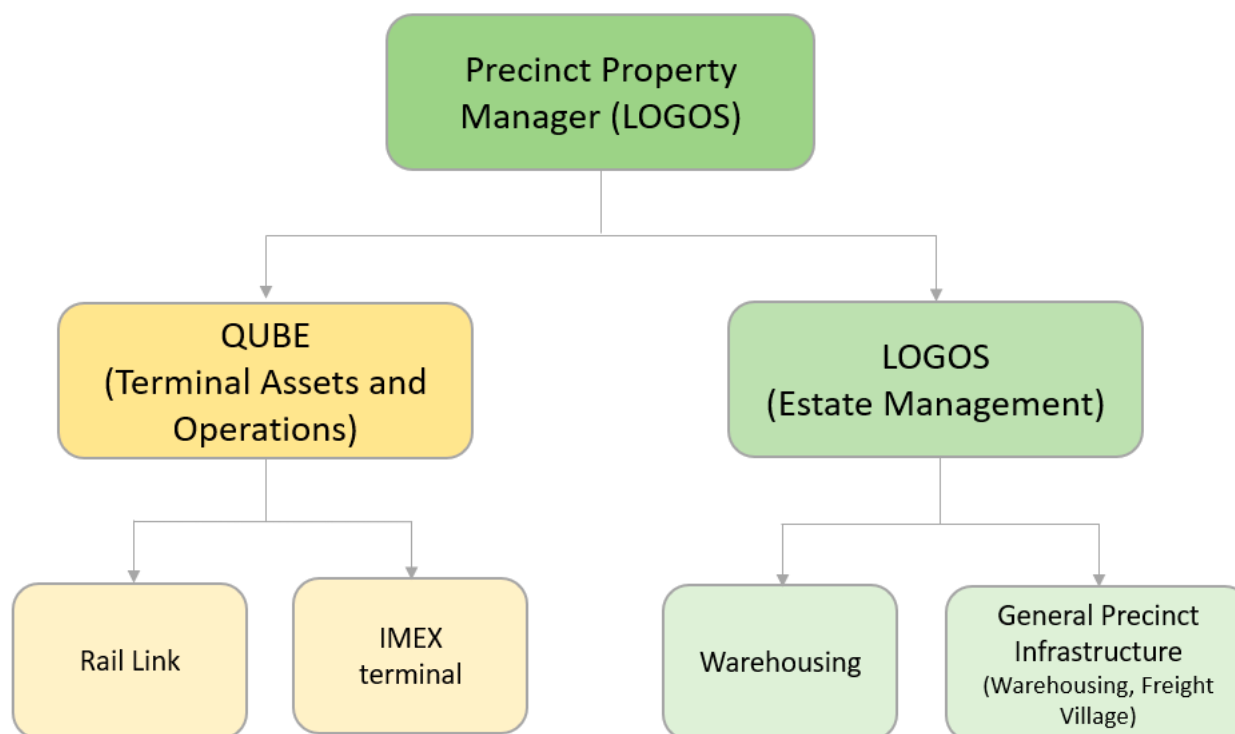 Precinct Property
Manager (LOGOS)
QUBE
(Terminal Assets and
Operations)
LOGOS
(Estate Management)
Rail Link
IMEX
terminal
Warehousing
General Precinct
Infrastructure
(Warehousing, Freight
Village)